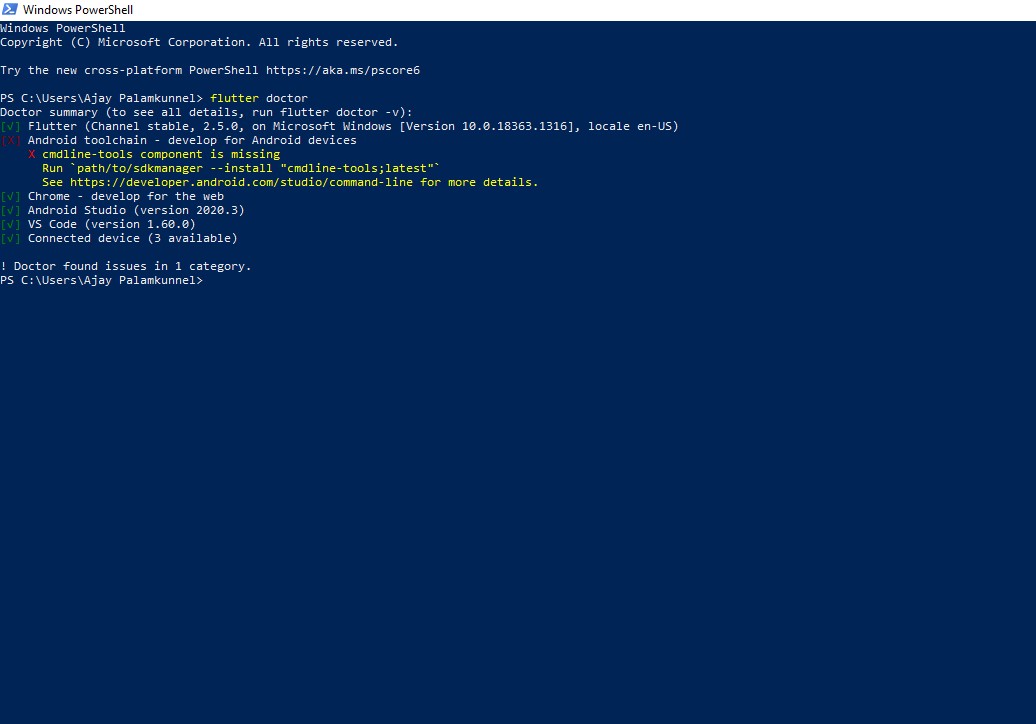 Windows PowerShell
Windows PowerShell
Copyright (C) Microsoft Corporation. All rights reserved.
Try the new cross-platform PowerShell https://aka.ms/pscore6
PS C:\Users\Ajay Palamkunnel> flutter doctor
Doctor summary (to see all details, run flutter doctor -v):
[√] Flutter (Channel stable, 2.5.0, on Microsoft Windows [Version 10.0.18363.1316], locale en-US)
[X] Android toolchain - develop for Android devices
X cmdline-tools component is missing
Run `path/to/sdkmanager --install "cmdline-tools;latest"`
See https://developer.android.com/studio/command-line for more details.
[√] Chrome - develop for the web
[√] Android Studio (version 2020.3)
[√] VS Code (version 1.60.0)
[√] Connected device (3 available)
! Doctor found issues in 1 category.
PS C:\Users\Ajay Palamkunnel>